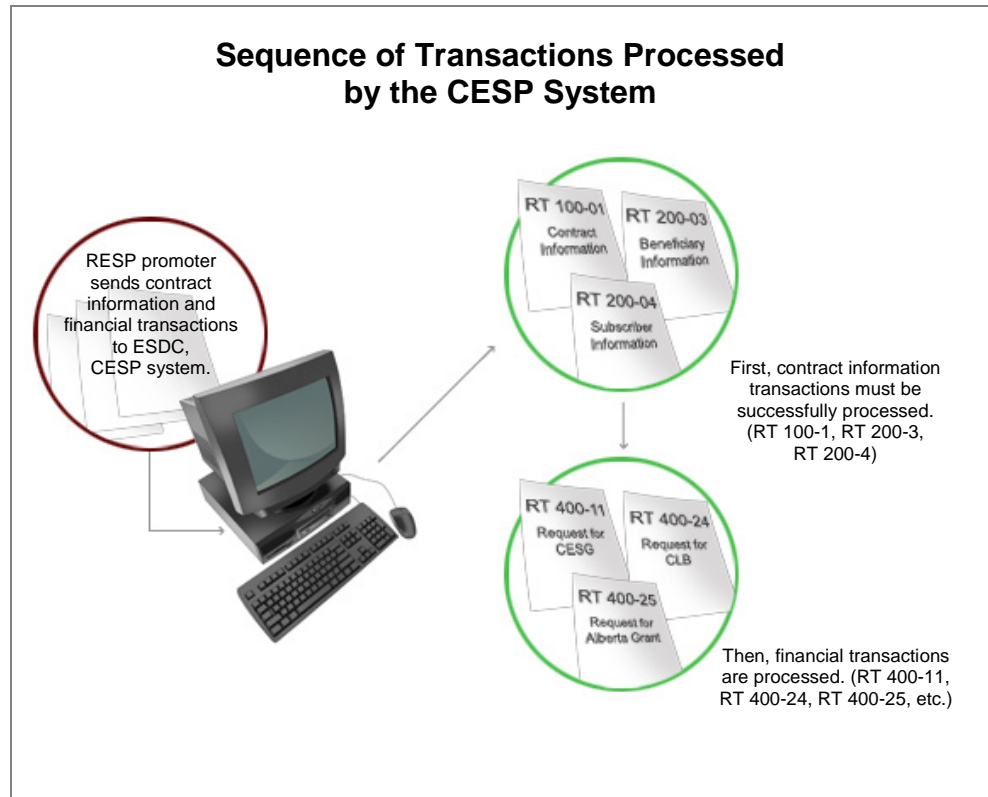 Sequence of Transactions Processed
by the CESP System
RESP promoter
sends contract
information and
financial transactions
to ESDC,
CESP system.
RT 100-01
Contract
Information
RT 200-03
Beneficiary
Information
RT 200-04
Subscriber
Information
First, contract information
transactions must be
successfully processed.
(RT 100-1, RT 200-3,
RT 200-4)
RT 400-11
Request for
CESG
RT 400-24
Request for
CLB
RT 400-25
Request for
Alberta Grant
Then, financial transactions
are processed. (RT 400-11,
RT 400-24, RT 400-25, etc.)